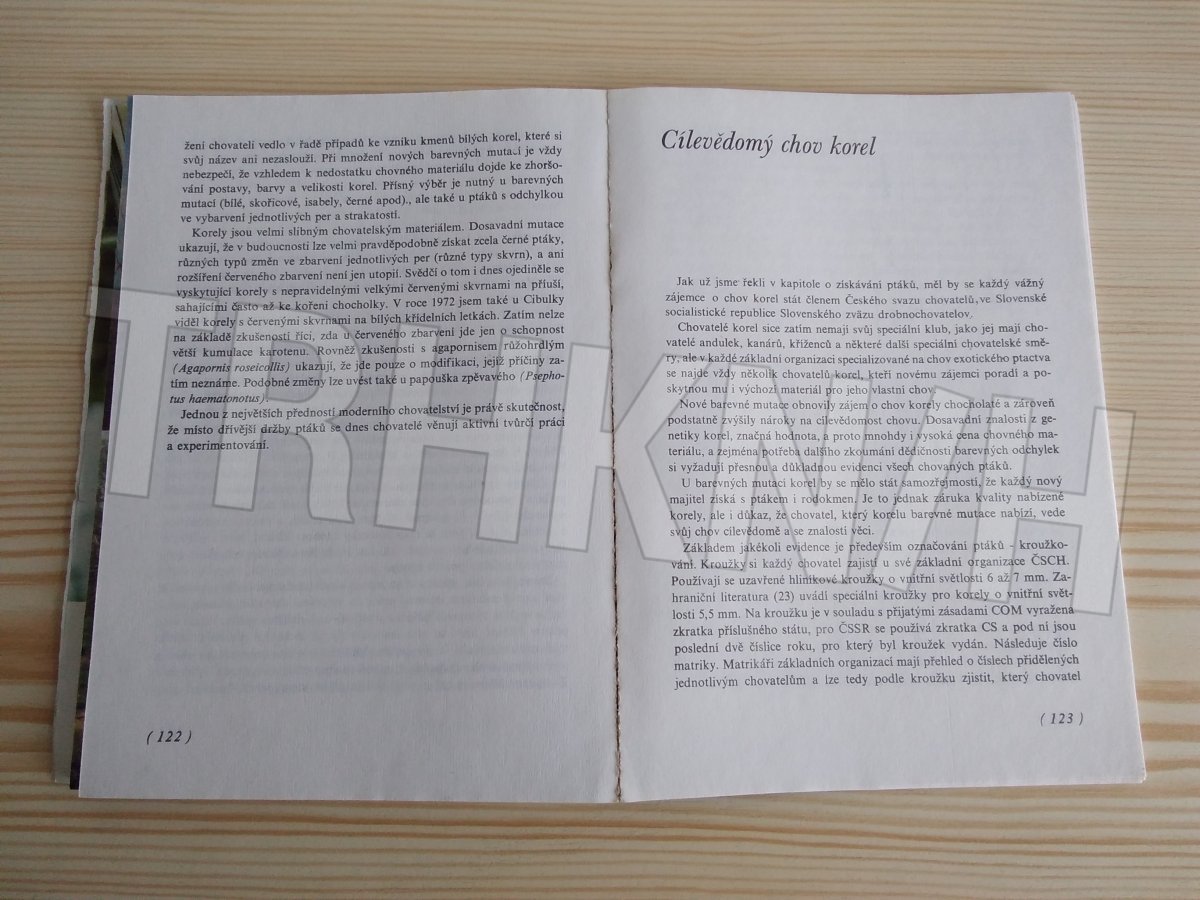 žení chovateli vedlo v řadě případů ke vzniku kmenů bílých korel, které si
svůj název ani nezaslouží. Při množení nových barevných mutací je vždy
nebezpečí, že vzhledem k nedostatku chovného materiálu dojde ke zhoršo-
vání postavy, barvy a velikosti korel. Přísný výběr je nutný u barevných
mutací (bílé, skořicové, isabely, černé apod)., ale také u ptáků s odchylkou
ve vybarvení jednotlivých per a strakatostí.
Korely jsou velmi slibným chovatelským materiálem. Dosavadní mutace
ukazují, že v budoucnosti lze velmi pravděpodobně získat zcela černé ptáky,
různých typů změn ve zbarvení jednotlivých per (různé typy skvrn), a ani
rozšíření červeného zbarvení není jen utopií. Svědčí o tom i dnes ojediněle se
vyskytující korely s nepravidelnými velkými červenými skvrnami na příuší,
sahajícími často až ke kořeni chocholky. V roce 1972 jsem také u Cibulky
viděl korely s červenými skvrnami na bílých křídelních letkách. Zatím nelze
na základě zkušeností říci, zda u červeného zbarvení jde jen o schopnost
větší kumulace karotenu. Rovněž zkušenosti s agapornisem růžohrdlým
(Agapornis roseicollis) ukazují, že jde pouze o modifikaci, jejíž příčiny za-
tím neznáme. Podobné změny lze uvést také u papouška zpěvavého (Psepho-
tus haematonotus).
Jednou z největších předností moderního chovatelství je právě skutečnost,
že místo dřívější držby ptáků se dnes chovatelé věnují aktivní tvůrčí práci
a experimentování.
( 122 )
Cílevědomý chov korel
Jak už jsme řekli v kapitole o získávání ptáků, měl by se každý vážný
zájemce o chov korel stát členem Českého svazu chovatelů, ve Slovenské
socialistické republice Slovenského zväzu drobnochovatelov.
Chovatelé korel sice zatím nemají svůj speciální klub, jako jej mají cho-
vatelé andulek, kanárů, kříženců a některé další speciální chovatelské smě-
ry, ale v každé základní organizaci specializované na chov exotického ptactva
se najde vždy několik chovatelů korel, kteří novému zájemci poradí a po-
skytnou mu i výchozí materiál pro jeho vlastní chov.
Nové barevné mutace obnovily zájem o chov korely chocholaté a zároveň
podstatně zvýšily nároky na cílevědomost chovu. Dosavadní znalosti z ge-
netiky korel, značná hodnota, a proto mnohdy i vysoká cena chovného ma-
teriálu, a zejména potřeba dalšího zkoumání dědičnosti barevných odchylek
si vyžadují přesnou a důkladnou evidenci všech chovaných ptáků.
U barevných mutací korel by se mělo stát samozřejmostí, že každý nový
majitel získá s ptákem i rodokmen. Je to jednak záruka kvality nabízené
korely, ale i důkaz, že chovatel, který korelu barevné mutace nabízí, vede
svůj chov cílevědomě a se znalostí věci.
Základem jakékoli evidence je především označování ptáků - kroužko-
vání. Kroužky si každý chovatel zajistí u své základní organizace ČSCH.
Používají se uzavřené hliníkové kroužky o vnitřní světlosti 6 až 7 mm. Za-
hraniční literatura (23) uvádí speciální kroužky pro korely o vnitřní svět-
losti 5,5 mm. Na kroužku je v souladu s přijatými zásadami COM vyražena
zkratka příslušného státu, pro ČSSR se používá zkratka CS a pod ní jsou
poslední dvě číslice roku, pro který byl kroužek vydán. Následuje číslo
matriky. Matrikáři základních organizací mají přehled o číslech přidělených
jednotlivým chovatelům a lze tedy podle kroužku zjistit, který chovatel
( 123 )
TRHKNIH